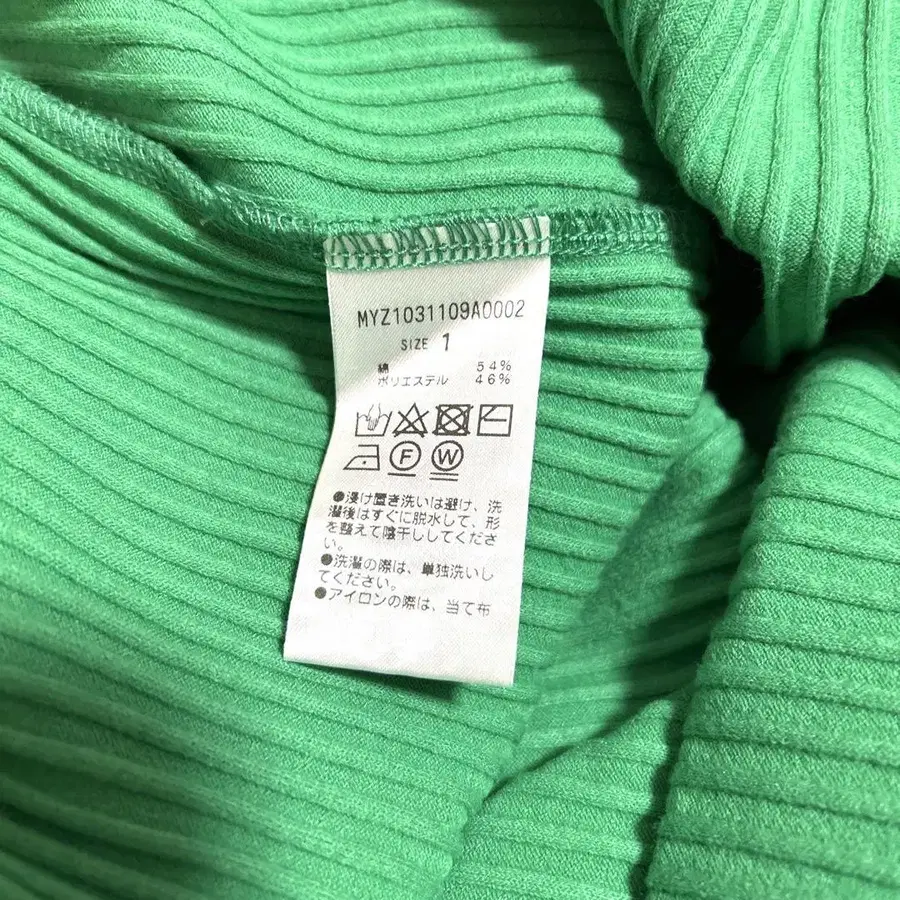 MYZ1031109A0002
SIZE 1
綿 54%
ポリエステル 46%
F W
●浸け置き洗いは避け、洗
濯後はすぐに脱水して、形
を整えて陰干ししてくださ
い。
●洗濯の際は、単独洗いし
てください。
●アイロンの際は、当て布